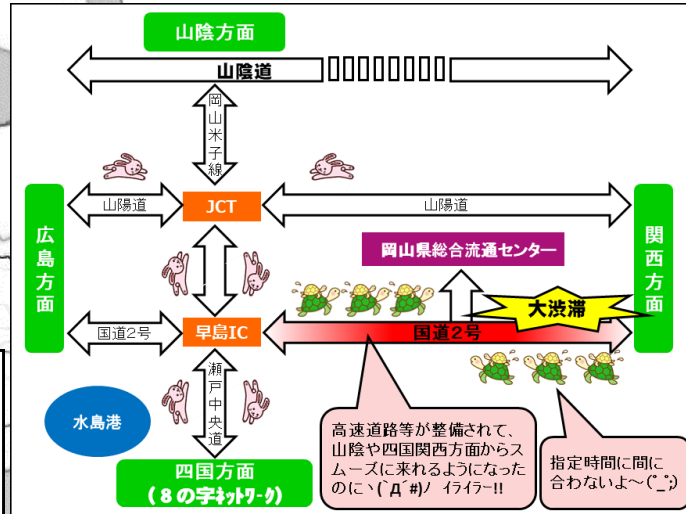 山陰方面
山陰道
岡山米子線
山陽道
JCT
山陽道
広島方面
関西方面
岡山県総合流通センター
大渋滞
国道2号
早島IC
国道2号
瀬戸中央道
水島港
四国方面
(8の字ネットワーク)
高速道路等が整備されて、
山陰や四国関西方面からス
ムーズに来れるようになった
のにヽ(`Д´#)ノ イライラー!!
指定時間に間に
合わないよ~(°_°;)